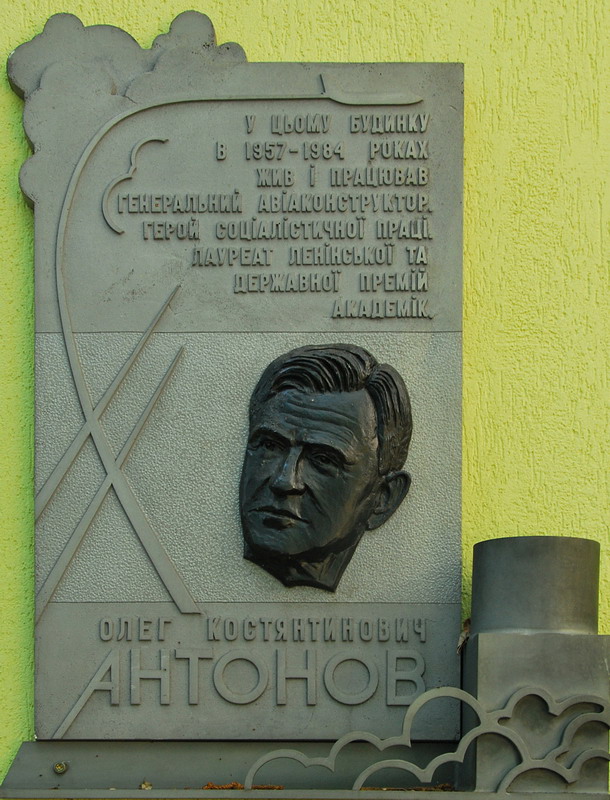 У ЦЬОМУ БУДИНКУ
В 1957-1984 РОКАХ
ЖИВ І ПРАЦЮВАВ
ГЕНЕРАЛЬНИЙ АВІАКОНСТРУКТОР,
ГЕРОЙ СОЦІАЛІСТИЧНОЇ ПРАЦІ,
ЛАУРЕАТ ЛЕНІНСЬКОЇ ТА
ДЕРЖАВНОЇ ПРЕМІЙ
АКАДЕМІК,
ОЛЕГ КОСТЯНТИНОВИЧ
АНТОНОВ